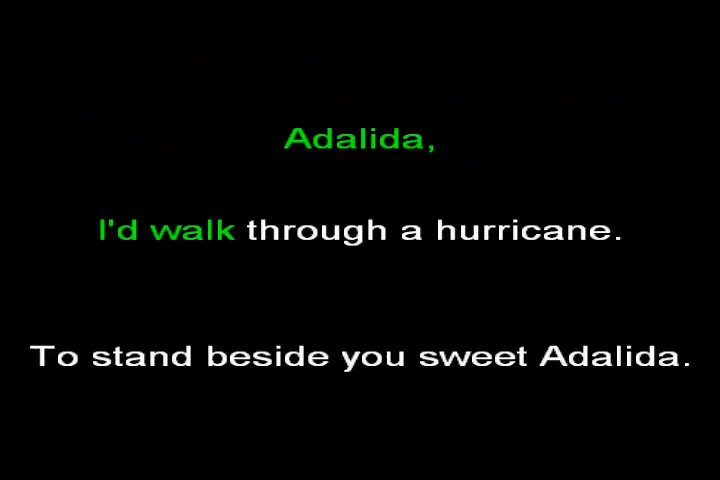 Adalida,
I'd walk through a hurricane.
To stand beside you sweet Adalida.